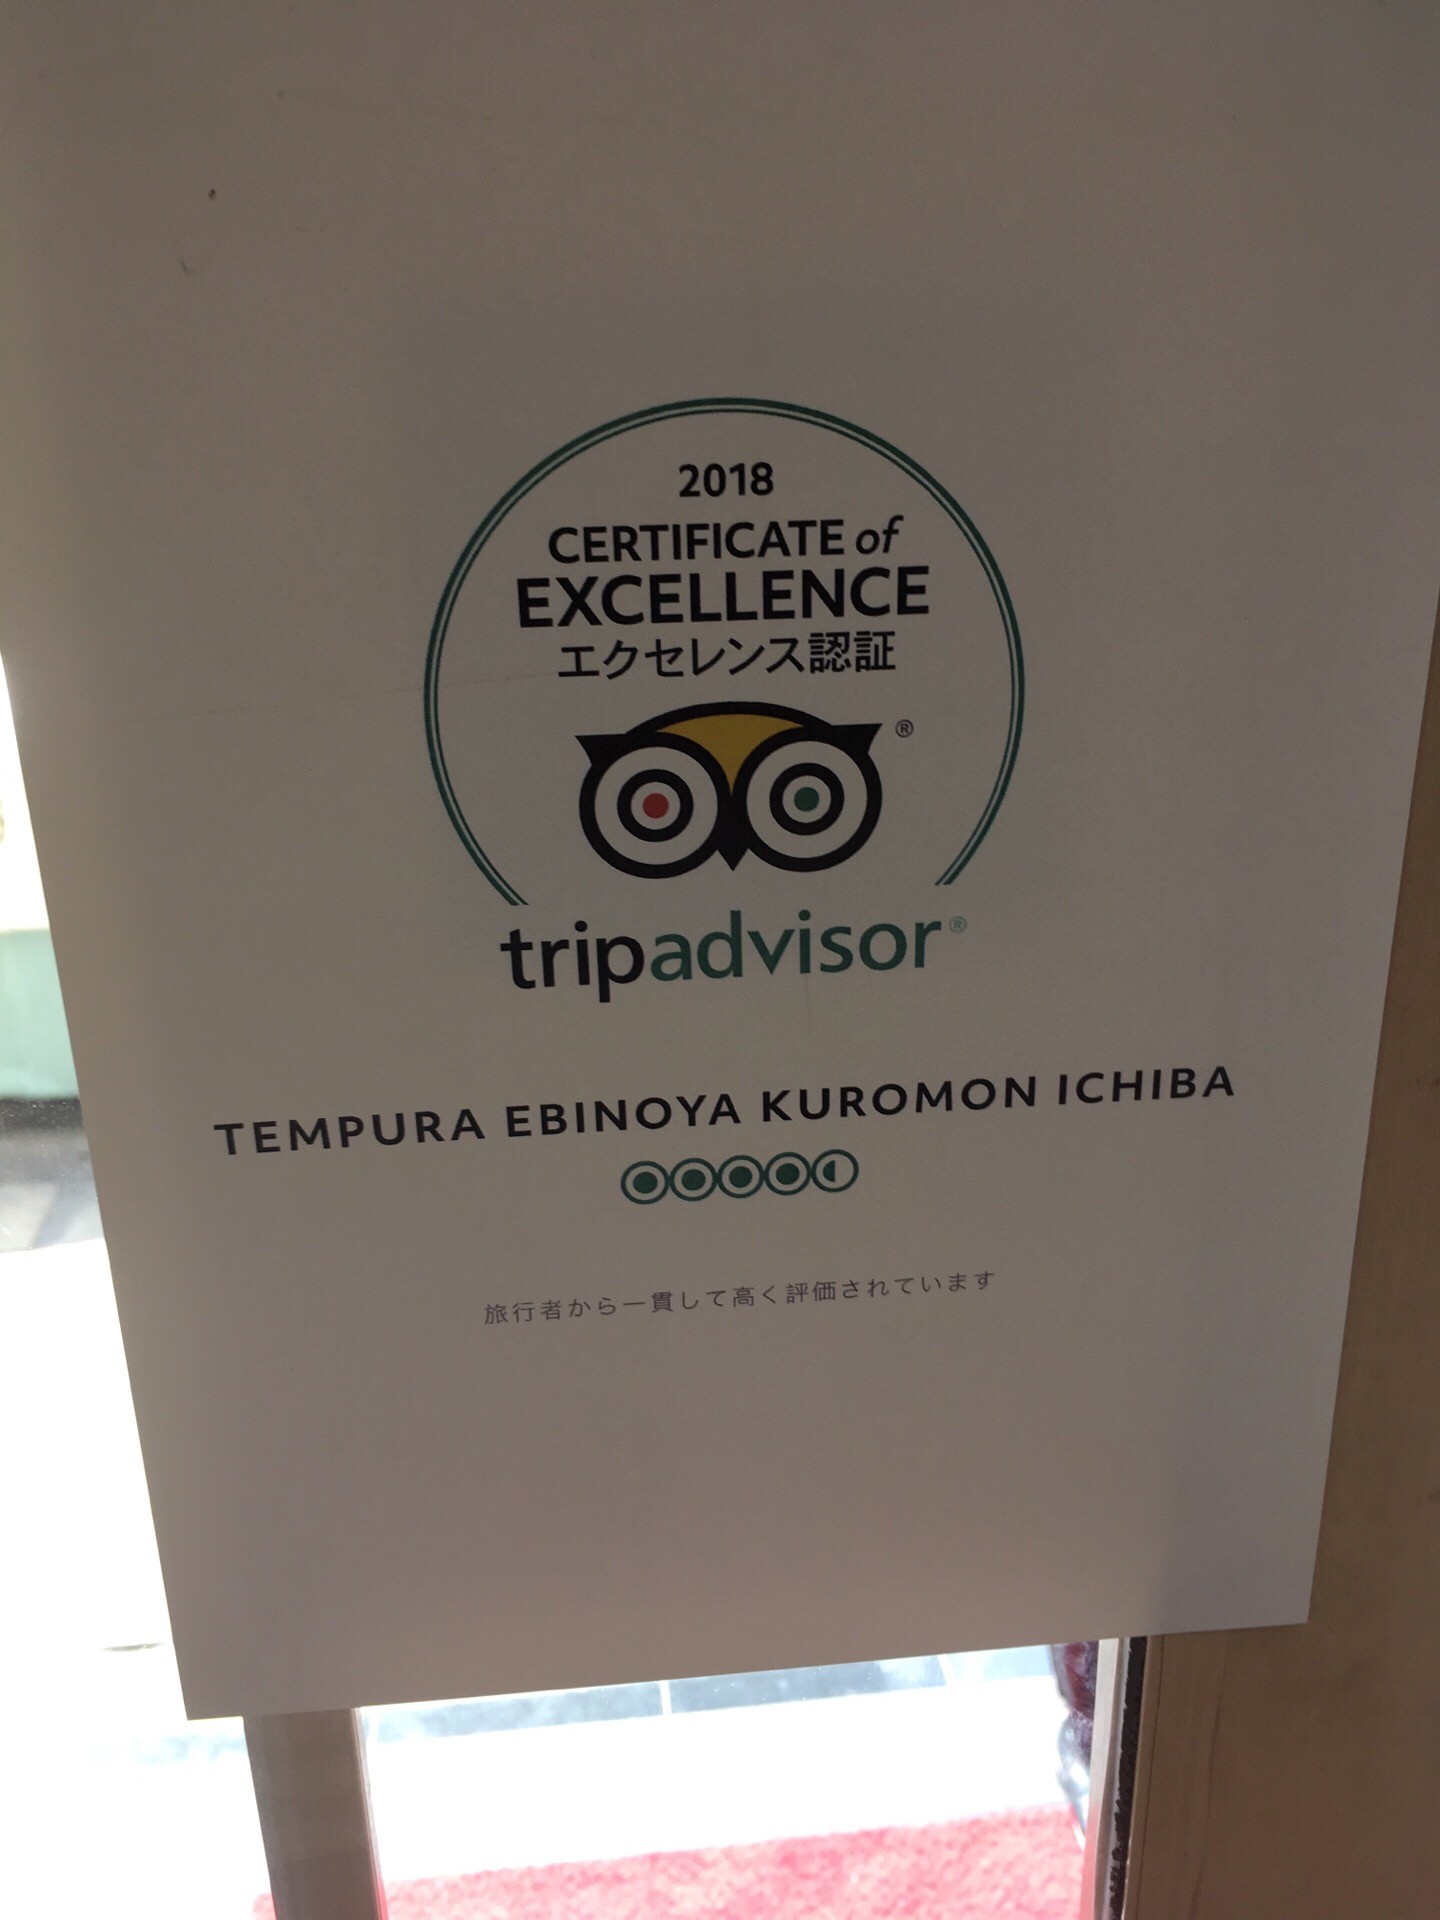 2018
CERTIFICATE of
EXCELLENCE
エクセレンス認証
®
tripadvisor®
TEMPURA EBINOYA KUROMON ICHIBA
旅行者から一貫して高く評価されています